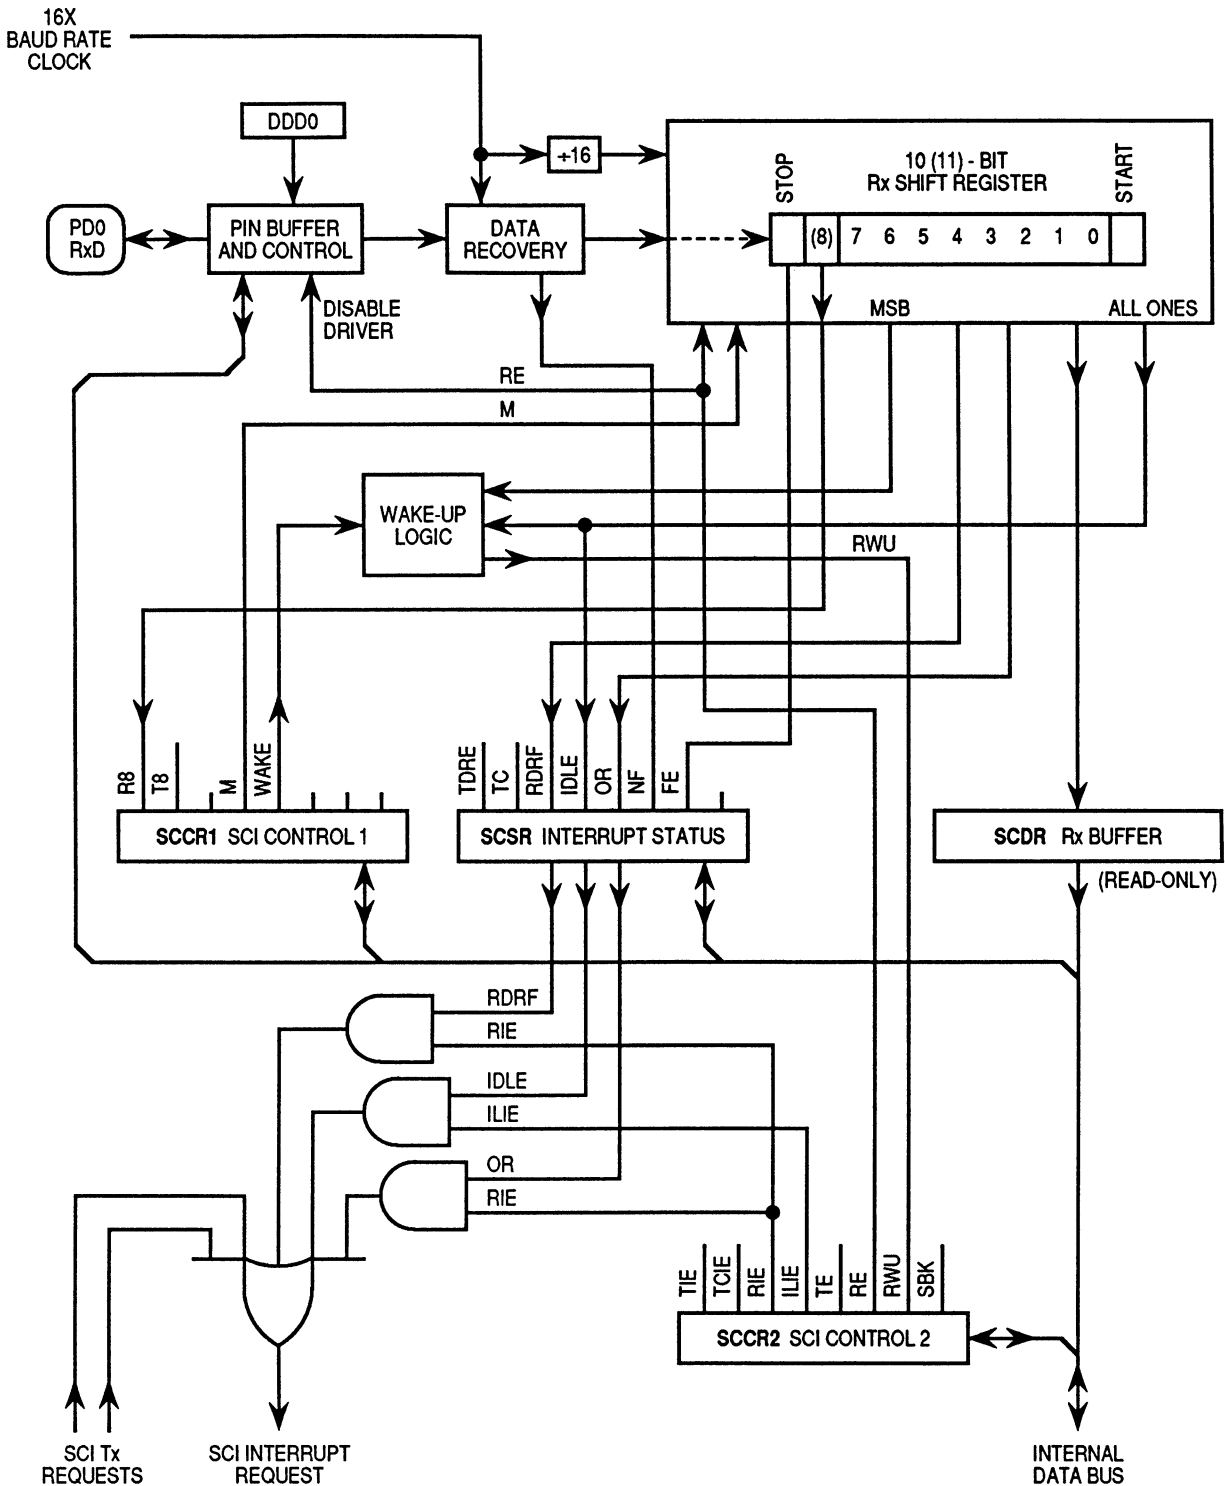 16X
BAUD RATE
CLOCK
DDD0
÷16
PD0
RxD
PIN BUFFER
AND CONTROL
DATA
RECOVERY
10 (11) - BIT
Rx SHIFT REGISTER
STOP
START
(8) 7 6 5 4 3 2 1 0
MSB
ALL ONES
DISABLE
DRIVER
RE
M
WAKE-UP
LOGIC
RWU
R8
T8
M
WAKE
TDRE
TC
RDRF
IDLE
OR
NF
FE
SCCR1 SCI CONTROL 1
SCSR INTERRUPT STATUS
SCDR Rx BUFFER
(READ-ONLY)
RDRF
RIE
IDLE
ILIE
OR
RIE
TIE
TCIE
RIE
ILIE
TE
RE
RWU
SBK
SCCR2 SCI CONTROL 2
SCI Tx
REQUESTS
SCI INTERRUPT
REQUEST
INTERNAL
DATA BUS